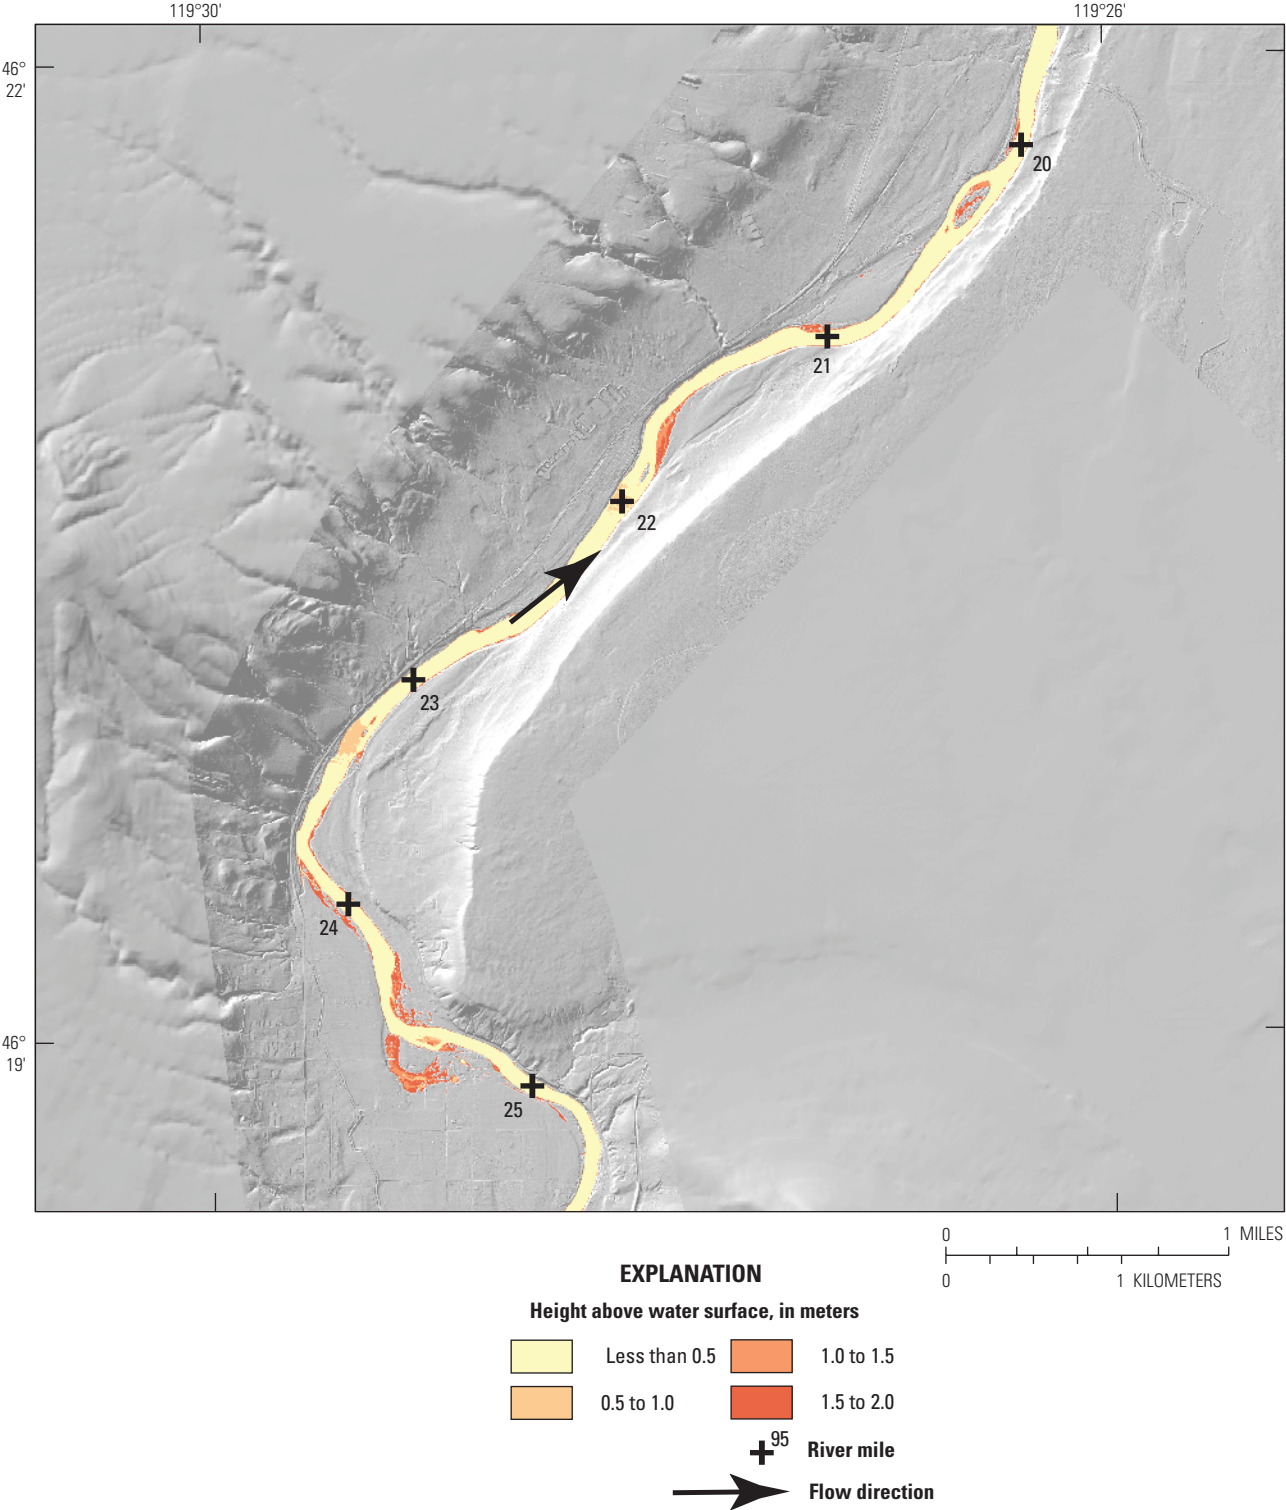 119°30'
119°26'
46°
22'
20
21
22
23
24
46°
19'
25
0
1 MILES
0
1 KILOMETERS
EXPLANATION
Height above water surface, in meters
Less than 0.5
1.0 to 1.5
0.5 to 1.0
1.5 to 2.0
95
River mile
Flow direction